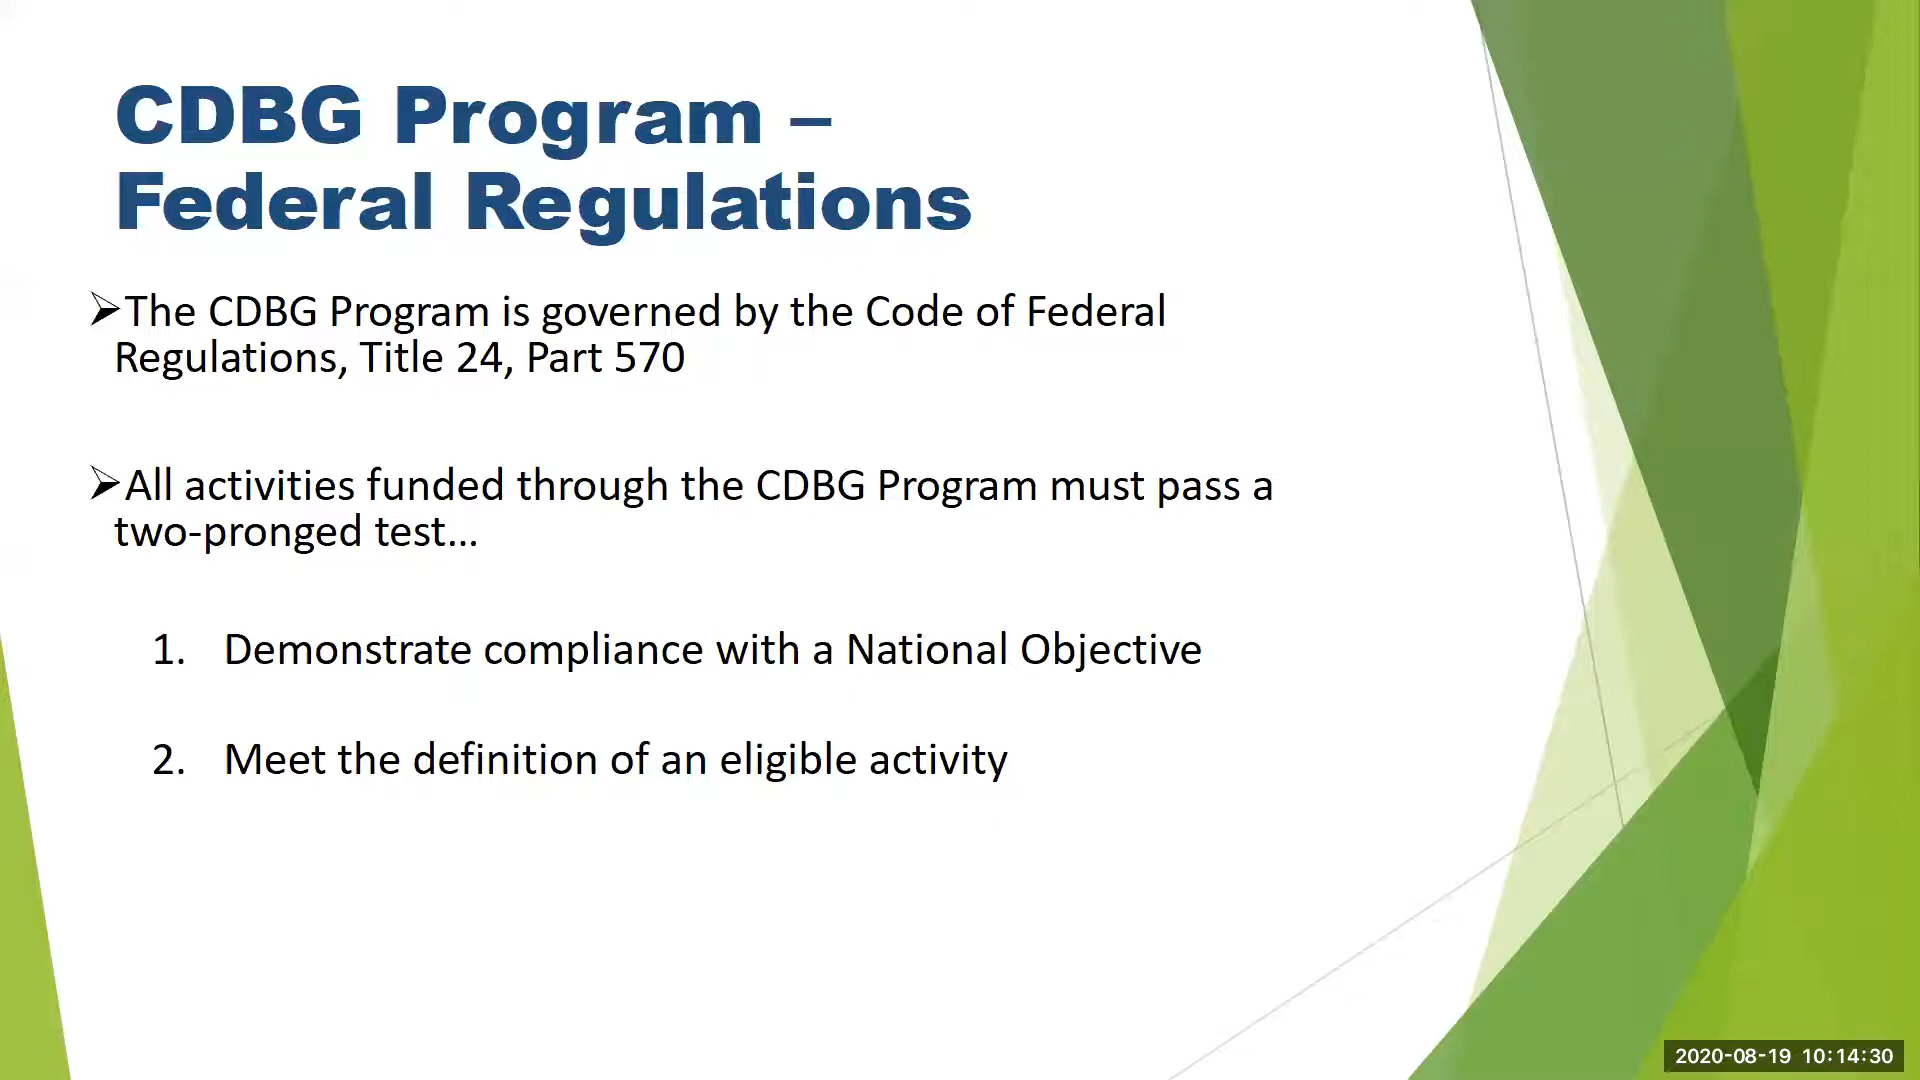 CDBG Program –
Federal Regulations
➢The CDBG Program is governed by the Code of Federal
Regulations, Title 24, Part 570
➢All activities funded through the CDBG Program must pass a
two-pronged test…
1. Demonstrate compliance with a National Objective
2. Meet the definition of an eligible activity
2020-08-19 10:14:30